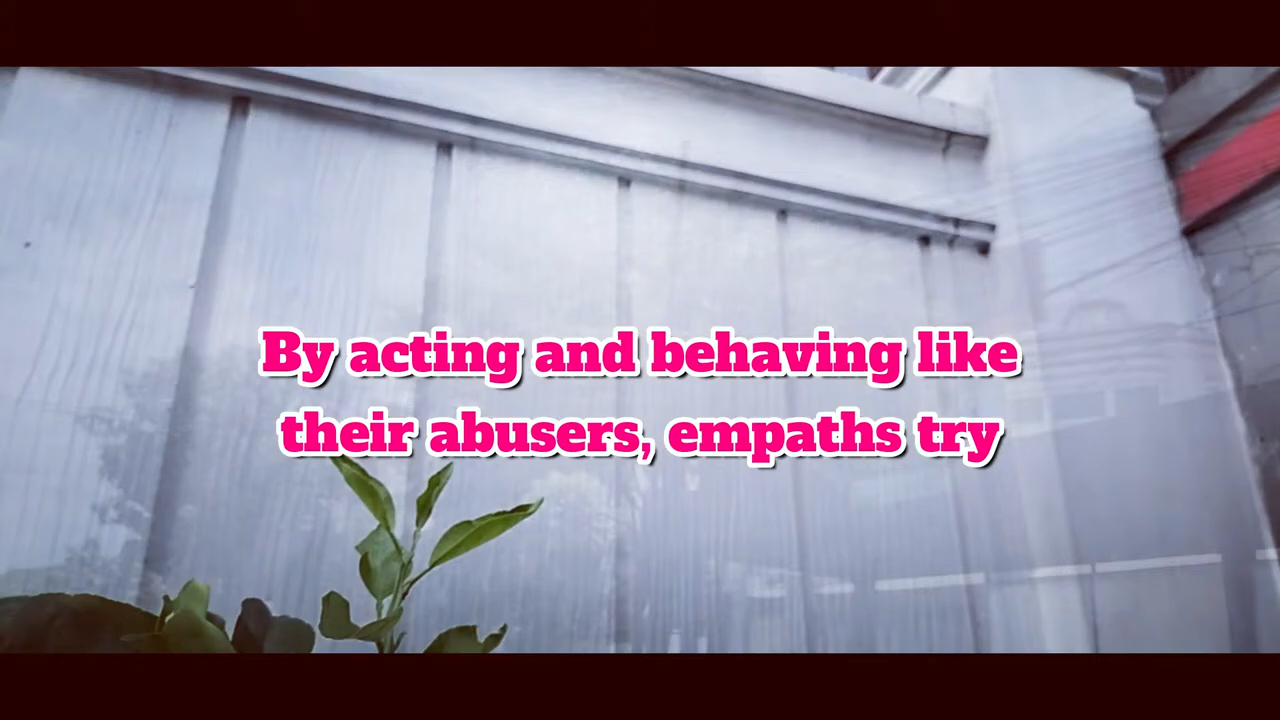 By acting and behaving like
their abusers, empaths try